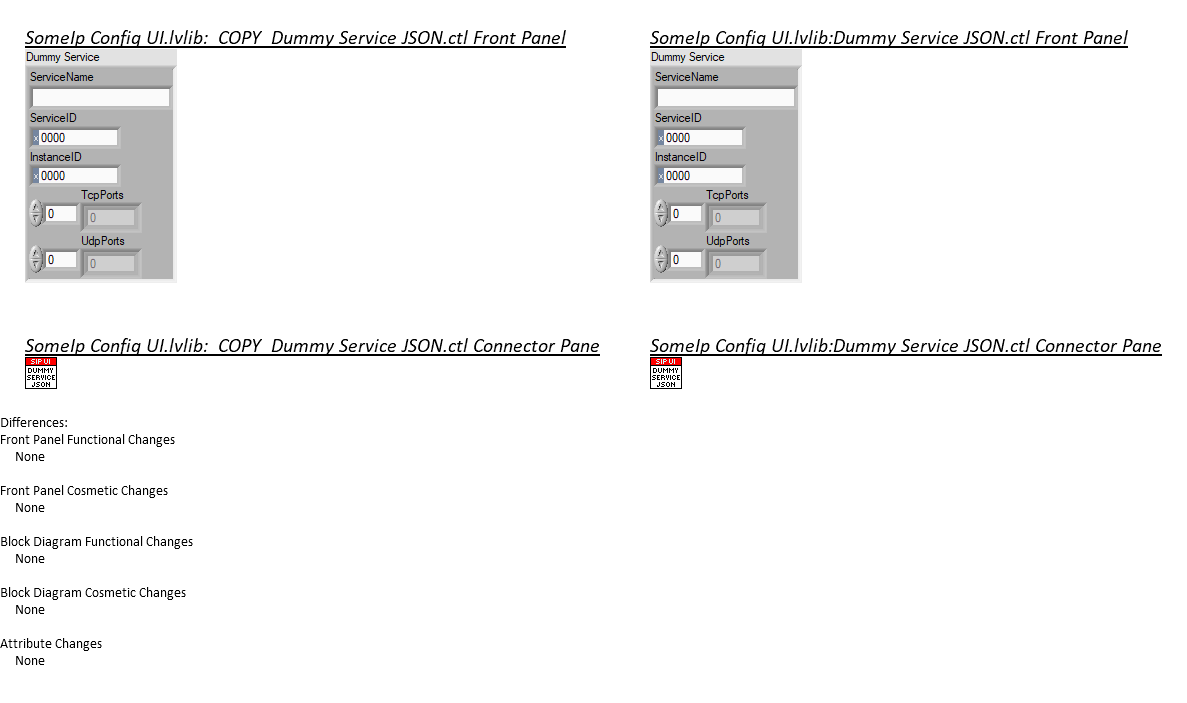 SomeIp Config UI.lvlib:_COPY_Dummy Service JSON.ctl Front Panel
Dummy Service
ServiceName
ServiceID
x 0000
InstanceID
x 0000
TcpPorts
0 0
UdpPorts
0 0
SomeIp Config UI.lvlib:Dummy Service JSON.ctl Front Panel
Dummy Service
ServiceName
ServiceID
x 0000
InstanceID
x 0000
TcpPorts
0 0
UdpPorts
0 0
SomeIp Config UI.lvlib:_COPY_Dummy Service JSON.ctl Connector Pane
SIP UI
DUMMY
SERVICE
JSON
SomeIp Config UI.lvlib:Dummy Service JSON.ctl Connector Pane
SIP UI
DUMMY
SERVICE
JSON
Differences:
Front Panel Functional Changes
None
Front Panel Cosmetic Changes
None
Block Diagram Functional Changes
None
Block Diagram Cosmetic Changes
None
Attribute Changes
None